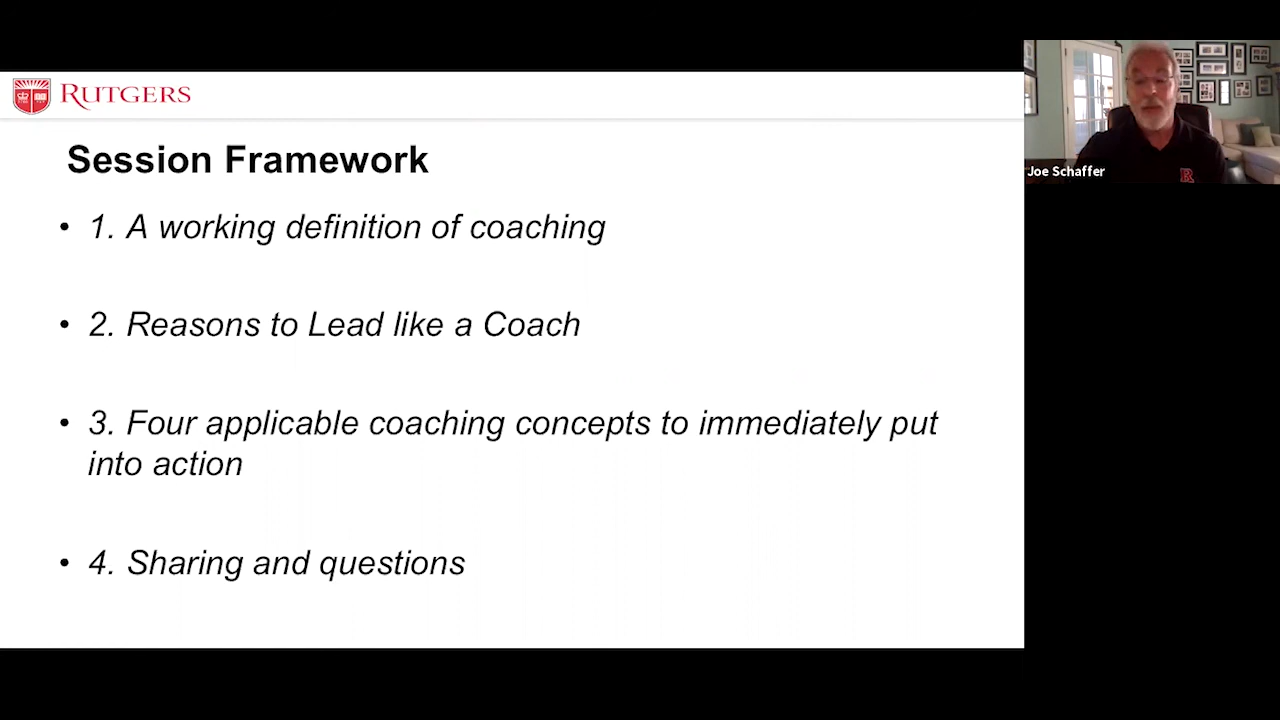 RUTGERS
Session Framework
• 1. A working definition of coaching
• 2. Reasons to Lead like a Coach
• 3. Four applicable coaching concepts to immediately put
into action
• 4. Sharing and questions
Joe Schaffer
R